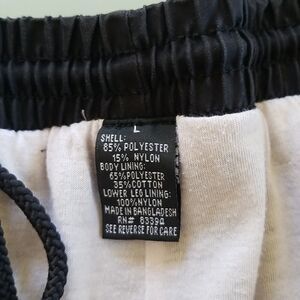 L
SHELL:
85% POLYESTER
15% NYLON
BODY LINING:
65% POLYESTER
35% COTTON
LOWER LEG LINING:
100% NYLON
MADE IN BANGLADESH
RN# 83392
SEE REVERSE FOR CARE